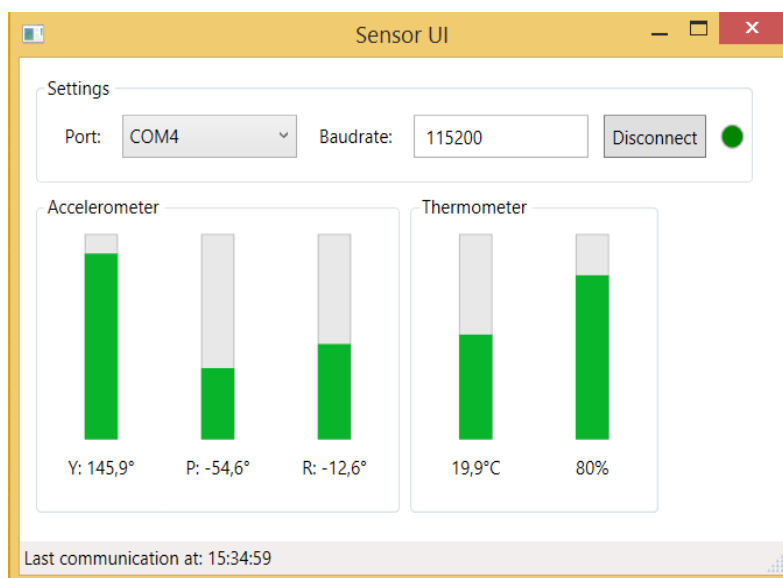 Sensor UI
Settings
Port: COM4 Baudrate: 115200 Disconnect
Accelerometer Thermometer
Y: 145,9° P: -54,6° R: -12,6° 19,9°C 80%
Last communication at: 15:34:59